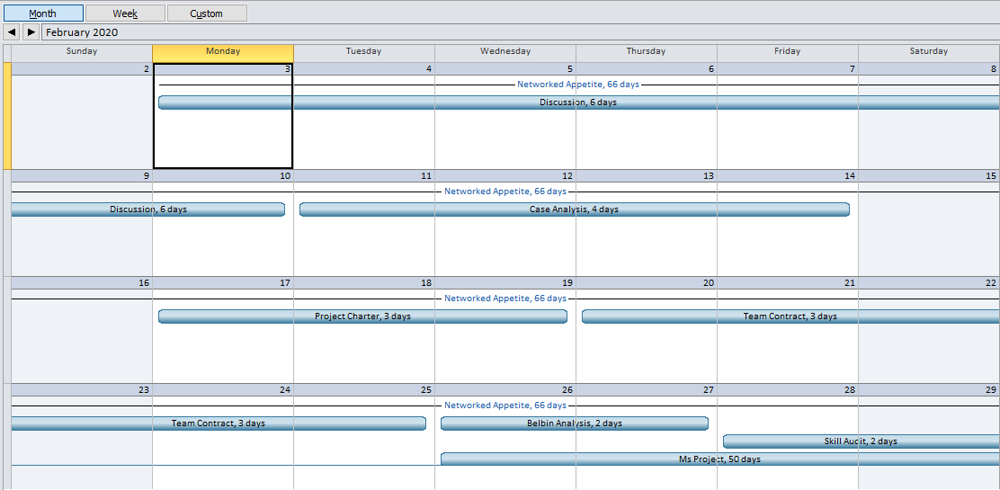 Month Week Custom
February 2020
Sunday Monday Tuesday Wednesday Thursday Friday Saturday
2 3 4 5 6 7 8
Networked Appetite, 66 days
Discussion, 6 days
9 10 11 12 13 14 15
Networked Appetite, 66 days
Discussion, 6 days Case Analysis, 4 days
16 17 18 19 20 21 22
Networked Appetite, 66 days
Project Charter, 3 days Team Contract, 3 days
23 24 25 26 27 28 29
Networked Appetite, 66 days
Team Contract, 3 days Belbin Analysis, 2 days
Skill Audit, 2 days
Ms Project, 50 days